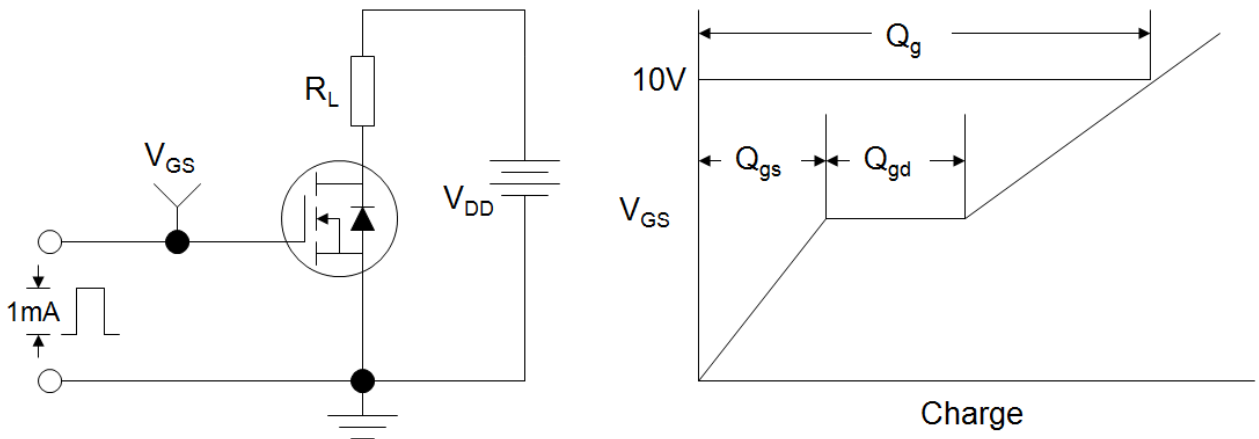 R_L
V_GS
V_DD
1mA
Q_g
10V
Q_gs
Q_gd
V_GS
Charge